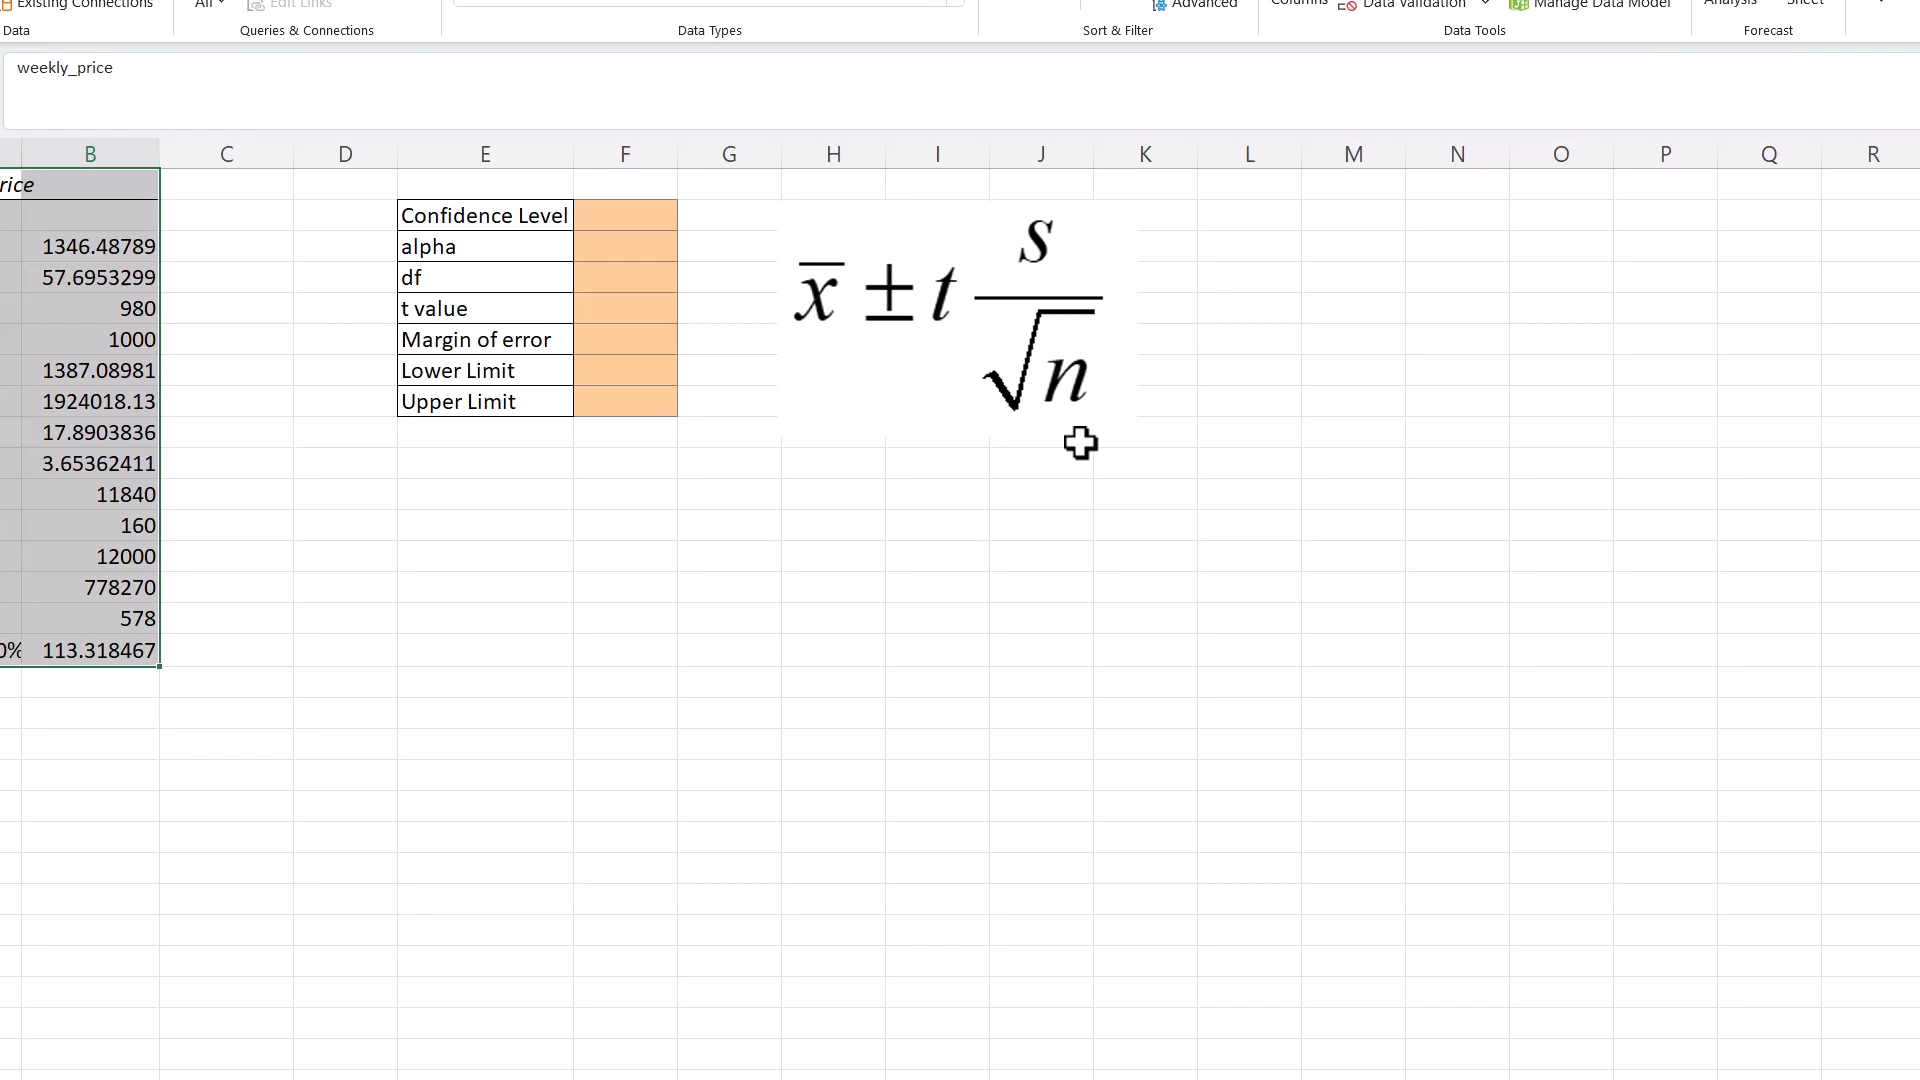 Existing Connections All Edit Links Advanced Columns Data Validation Manage Data Model Analysis Sheet
Data Queries & Connections Data Types Sort & Filter Data Tools Forecast
weekly_price
B C D E F G H I J K L M N O P Q R
rice
1346.48789
57.6953299
980
1000
1387.08981
1924018.13
17.8903836
3.65362411
11840
160
12000
778270
578
0% 113.318467
Confidence Level
alpha
df
t value
Margin of error
Lower Limit
Upper Limit
x̄ ± t s/√n